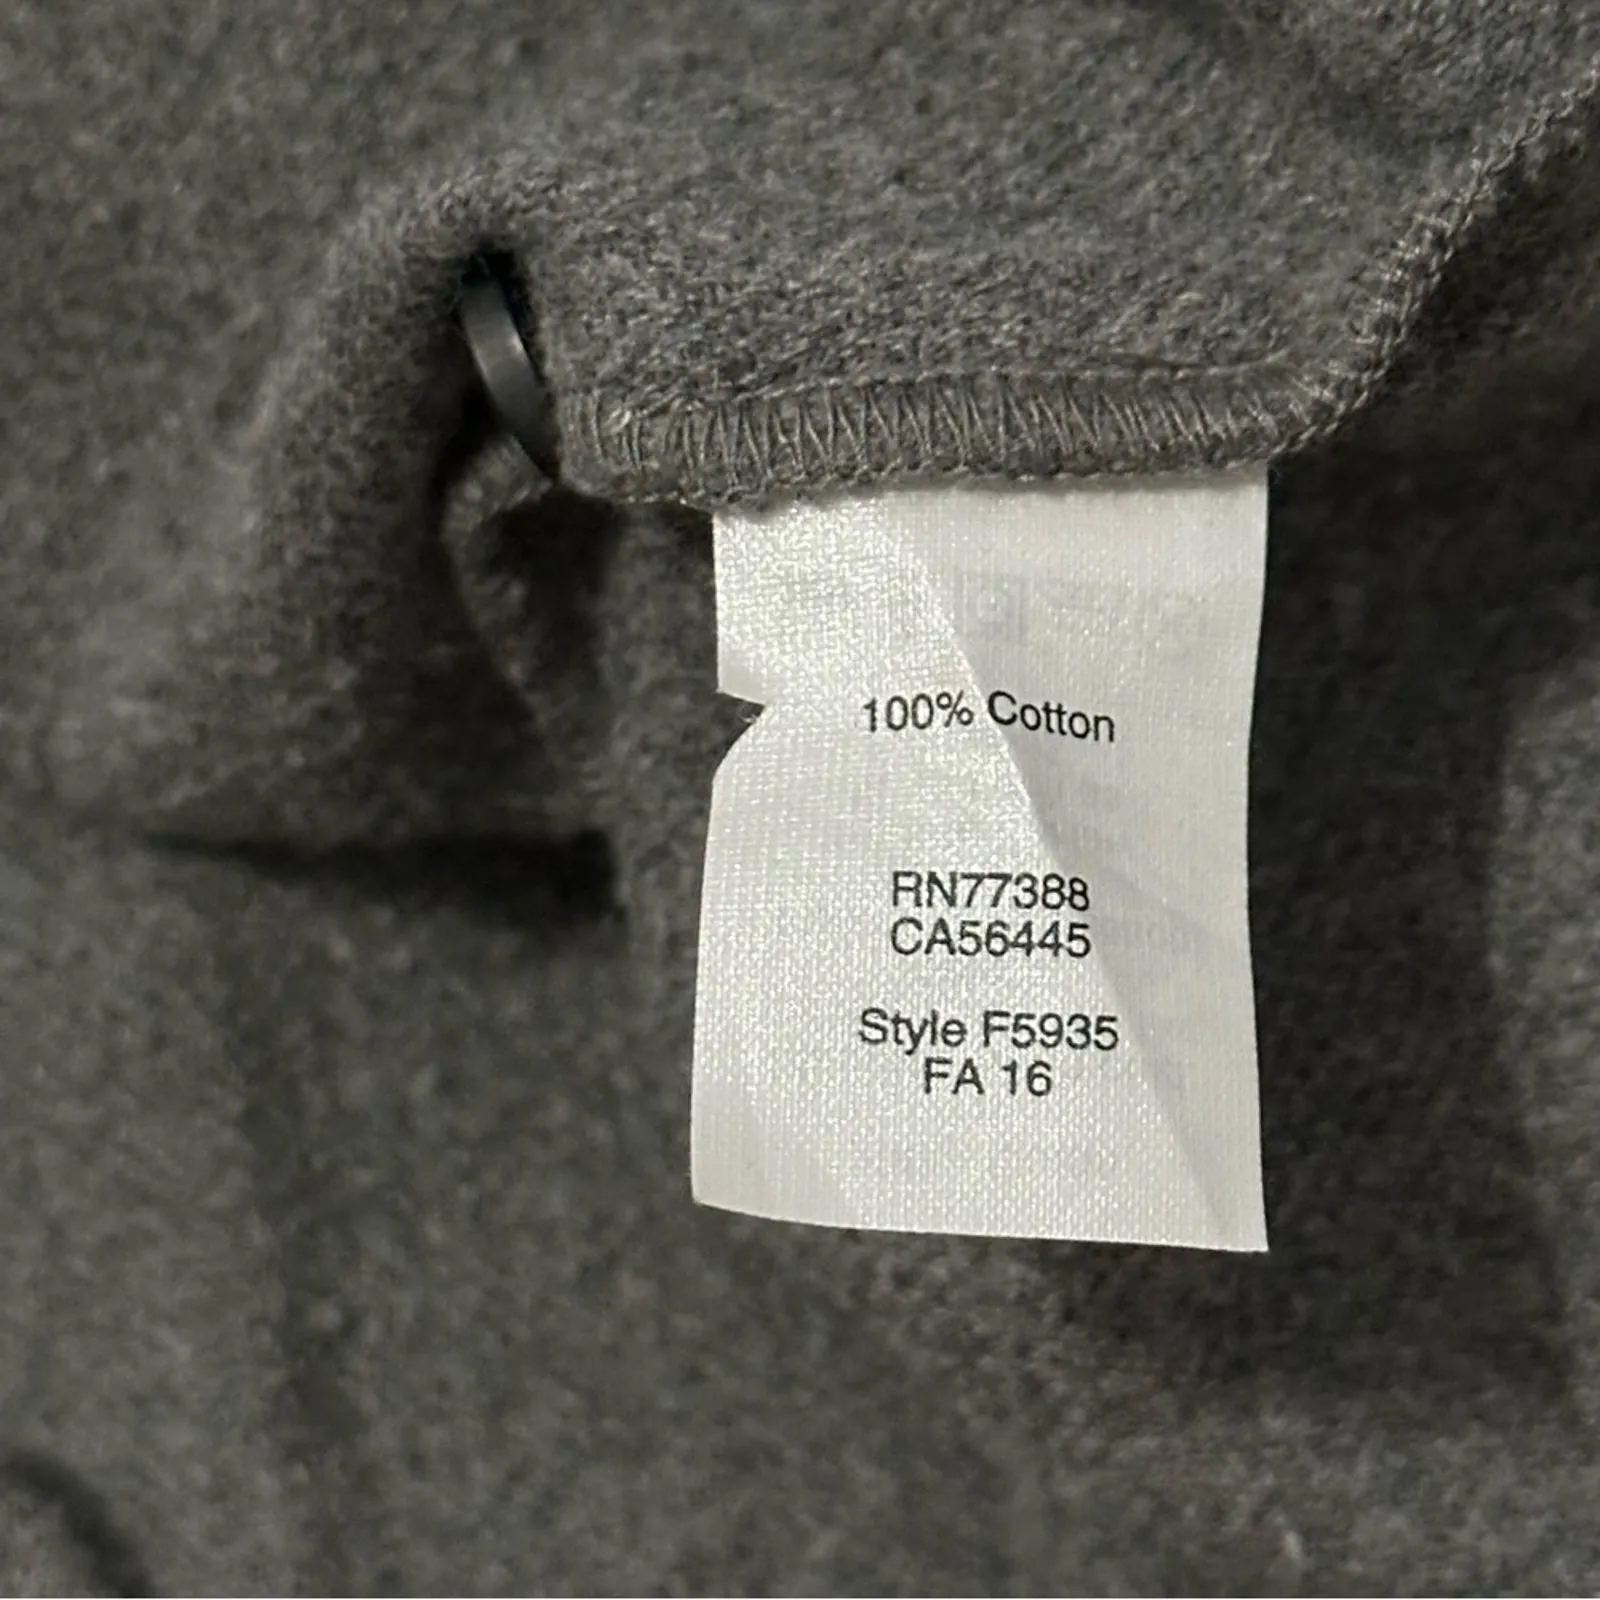 100% Cotton
RN77388
CA56445
Style F5935
FA 16